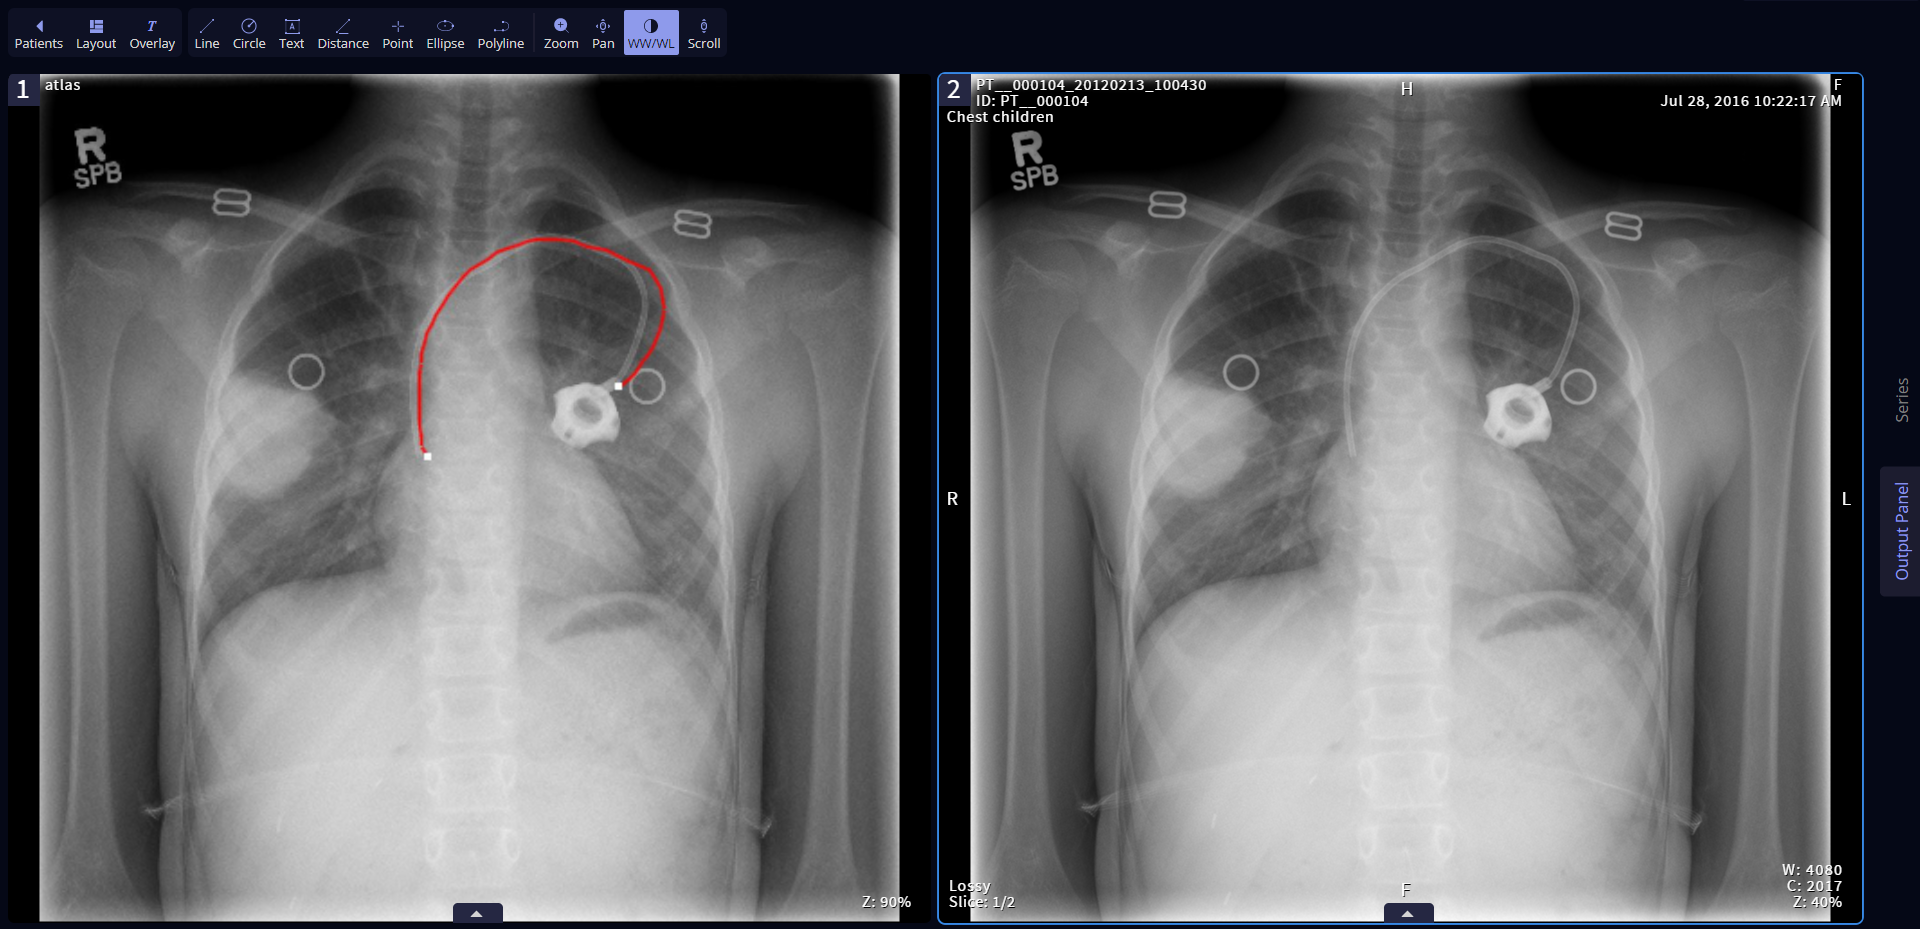 Patients Layout Overlay Line Circle Text Distance Point Ellipse Polyline Zoom Pan WW/WL Scroll
1 atlas
R
SPB
Z: 90%
2 PT__000104_20120213_100430
ID: PT__000104
Chest children
H
F
Jul 28, 2016 10:22:17 AM
R
SPB
R
L
Lossy
Slice: 1/2
F
W: 4080
C: 2017
Z: 40%
Series
Output Panel